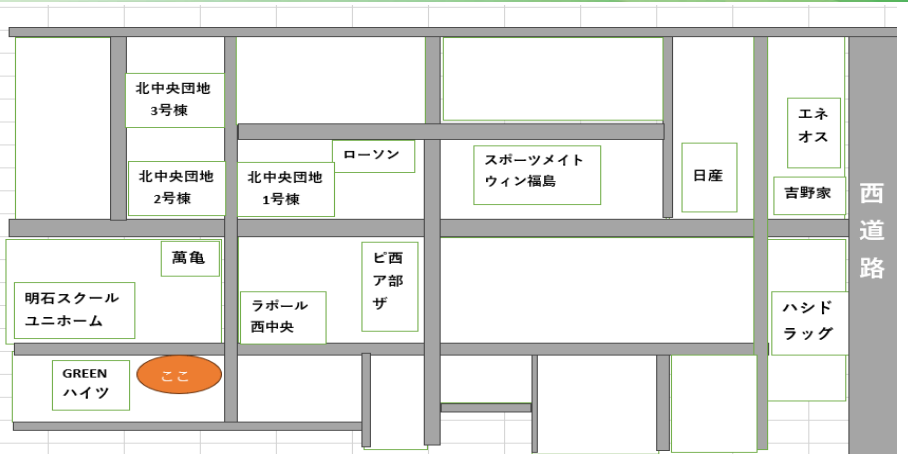 北中央団地
3号棟
エネ
オス
ローソン
スポーツメイト
ウィン福島
北中央団地
2号棟
北中央団地
1号棟
日産
吉野家
西
道
路
萬亀
ビ西
ア部
ザ
明石スクール
ユニホーム
ラポール
西中央
ハシド
ラッグ
GREEN
ハイツ
ここ